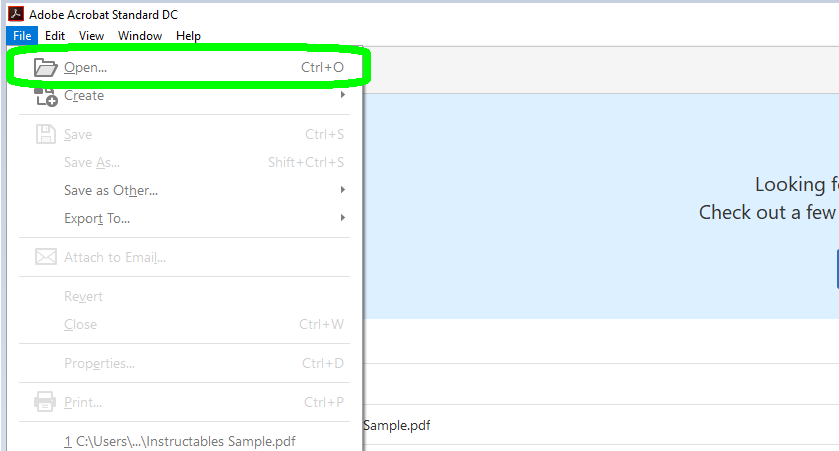 Adobe Acrobat Standard DC
File Edit View Window Help
Open... Ctrl+O
Create
Save Ctrl+S
Save As... Shift+Ctrl+S
Save as Other...
Export To...
Attach to Email...
Revert
Close Ctrl+W
Properties... Ctrl+D
Print... Ctrl+P
1 C:\Users\...\Instructables Sample.pdf
Looking f
Check out a few
Sample.pdf